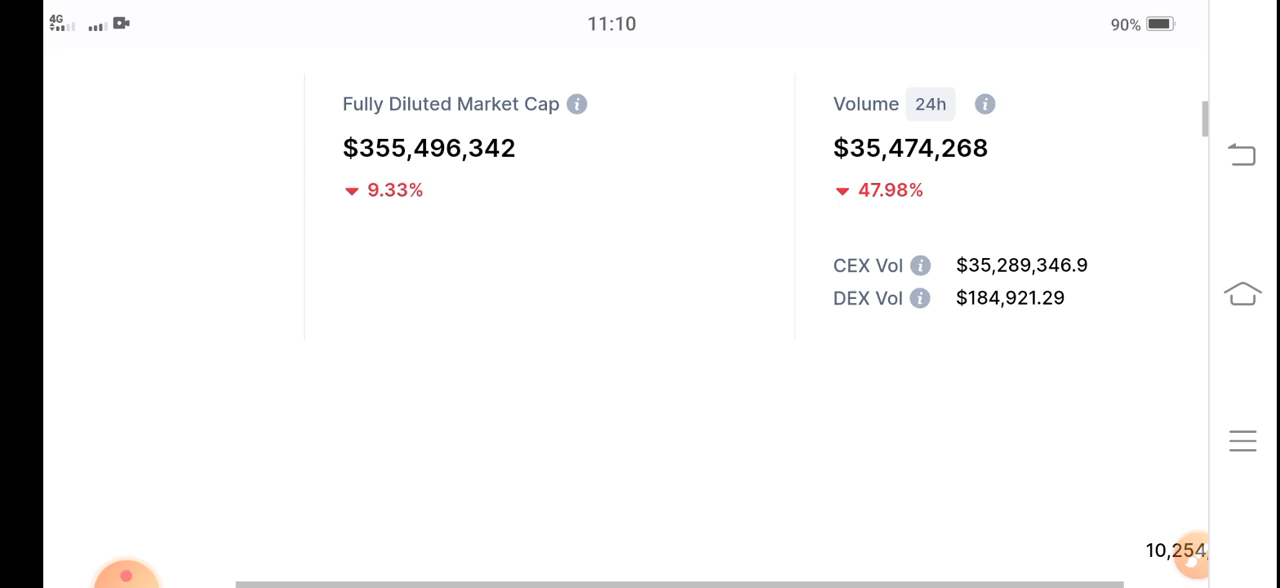 4G
11:10
90%
Fully Diluted Market Cap
$355,496,342
9.33%
Volume 24h
$35,474,268
47.98%
CEX Vol $35,289,346.9
DEX Vol $184,921.29
10,254,